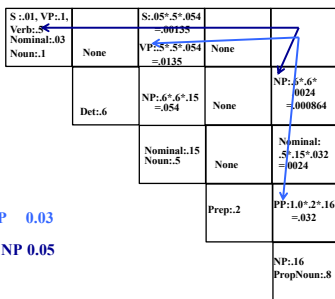 S :.01, VP:.1,
Verb:.5
Nominal:.03
Noun:.1
None
S:.05*.5*.054
=.00135
VP:.5*.5*.054
=.0135
None
NP:.6*.6*.15
=.054
Det:.6
None
NP:.6*.6*
.0024
=.000864
Nominal:.15
Noun:.5
None
Nominal:
.5*.15*.032
=.0024
Prep:.2
PP:1.0*.2*.16
=.032
P 0.03
NP 0.05
NP:.16
PropNoun:.8